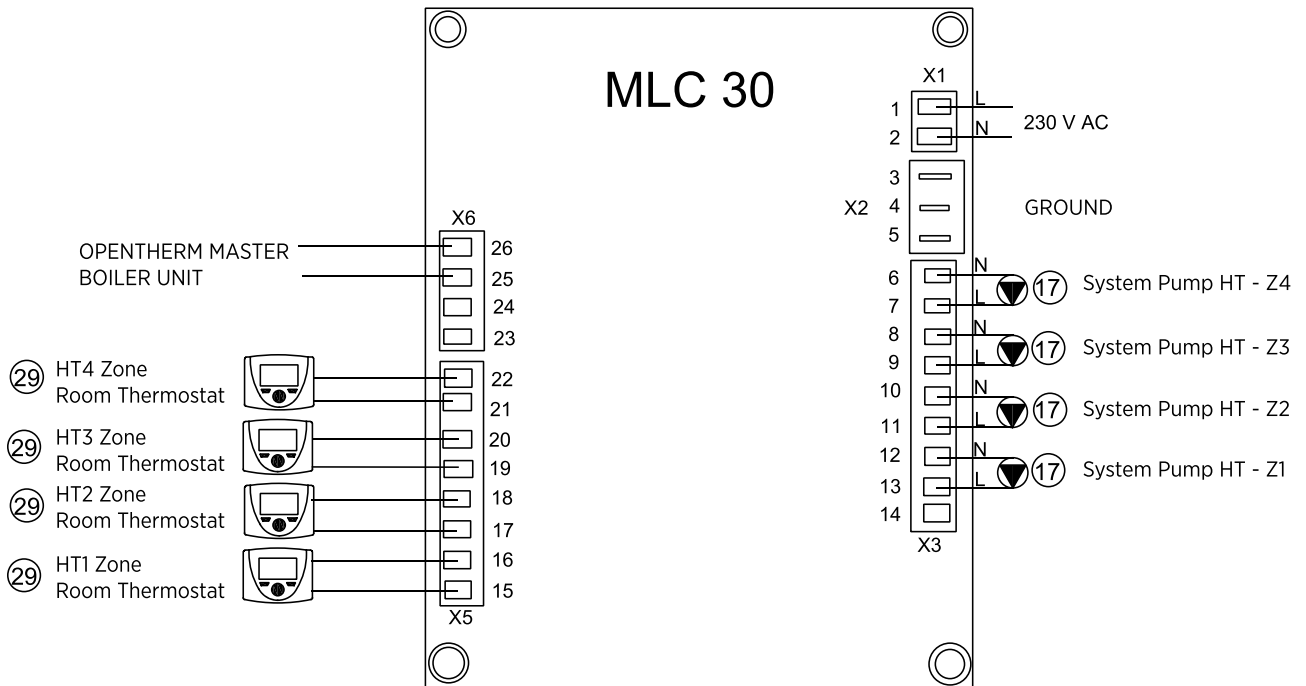 MLC 30
X1
1
L
2
N
230 V AC
3
X2
4
5
GROUND
X6
OPENTHERM MASTER
BOILER UNIT
26
25
24
23
6
N
7
L
17
System Pump HT - Z4
8
N
9
L
17
System Pump HT - Z3
10
N
11
L
17
System Pump HT - Z2
12
N
13
L
17
System Pump HT - Z1
14
X3
29
HT4 Zone
Room Thermostat
22
21
29
HT3 Zone
Room Thermostat
20
19
29
HT2 Zone
Room Thermostat
18
17
29
HT1 Zone
Room Thermostat
16
15
X5